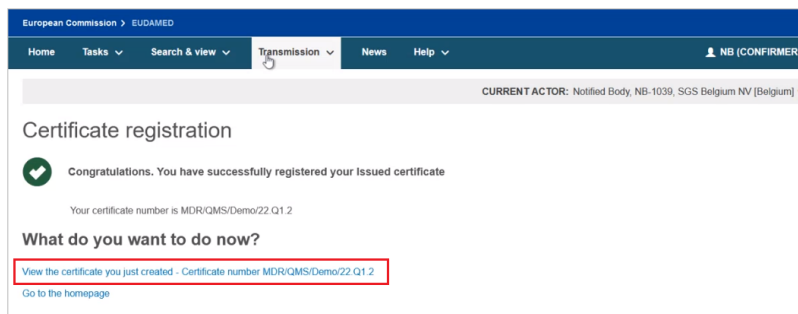 European Commission > EUDAMED
Home Tasks Search & view Transmission News Help NB (CONFIRMER
CURRENT ACTOR: Notified Body, NB-1039, SGS Belgium NV [Belgium]
Certificate registration
Congratulations. You have successfully registered your Issued certificate
Your certificate number is MDR/QMS/Demo/22.Q1.2
What do you want to do now?
View the certificate you just created - Certificate number MDR/QMS/Demo/22.Q1.2
Go to the homepage